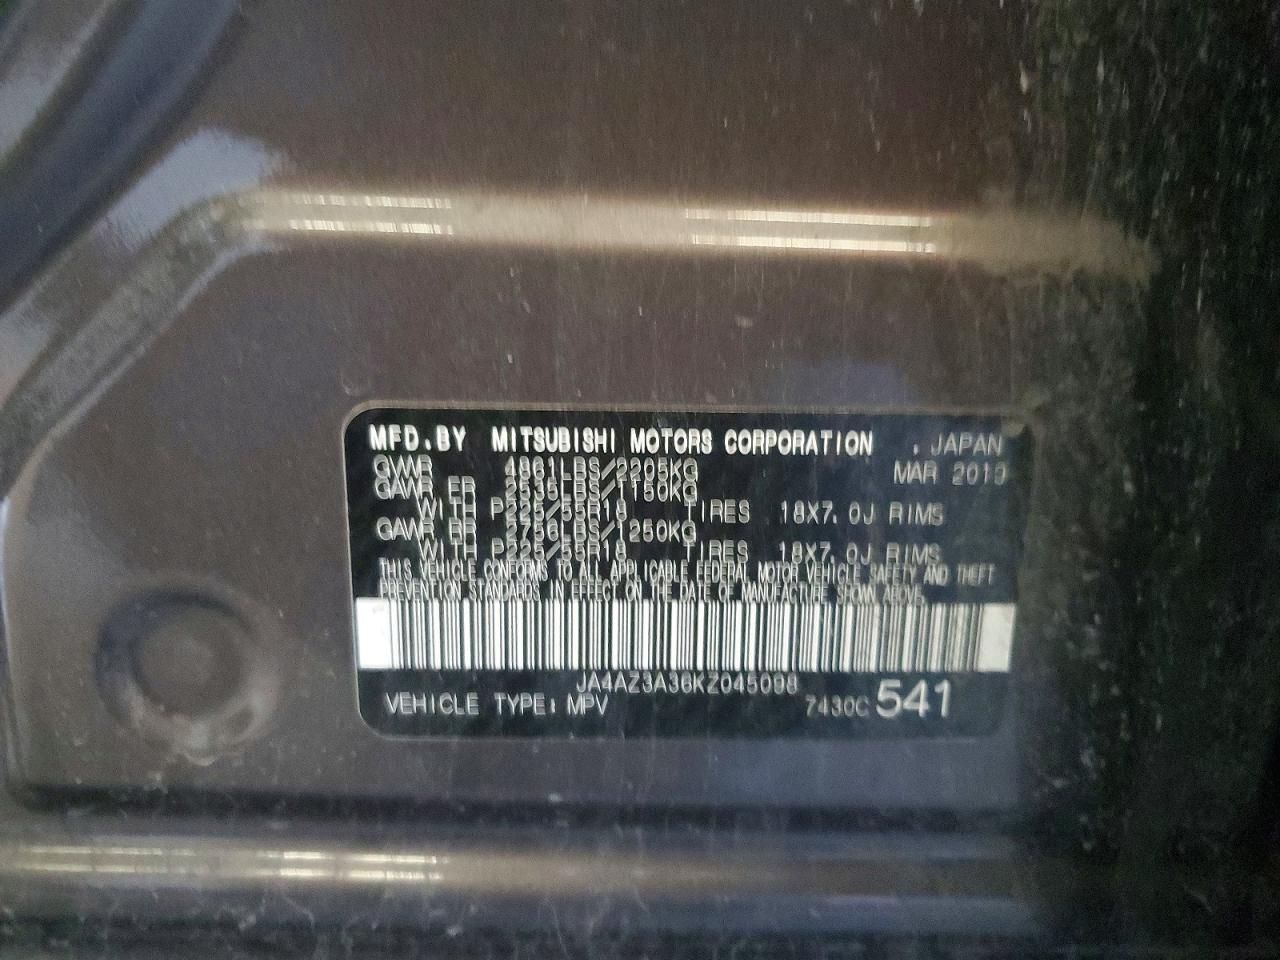 MFD.BY MITSUBISHI MOTORS CORPORATION . JAPAN
GVWR 4861LBS/2205KG MAR 2019
GAWR FR 2535LBS/1150KG
WITH P225/55R18 TIRES 18X7.0J RIMS
GAWR RR 2756LBS/1250KG
WITH P225/55R18 TIRES 18X7.0J RIMS
THIS VEHICLE CONFORMS TO ALL APPLICABLE FEDERAL MOTOR VEHICLE SAFETY AND THEFT
PREVENTION STANDARDS IN EFFECT ON THE DATE OF MANUFACTURE SHOWN ABOVE.
JA4AZ3A36KZ045098
VEHICLE TYPE: MPV 7430C 541